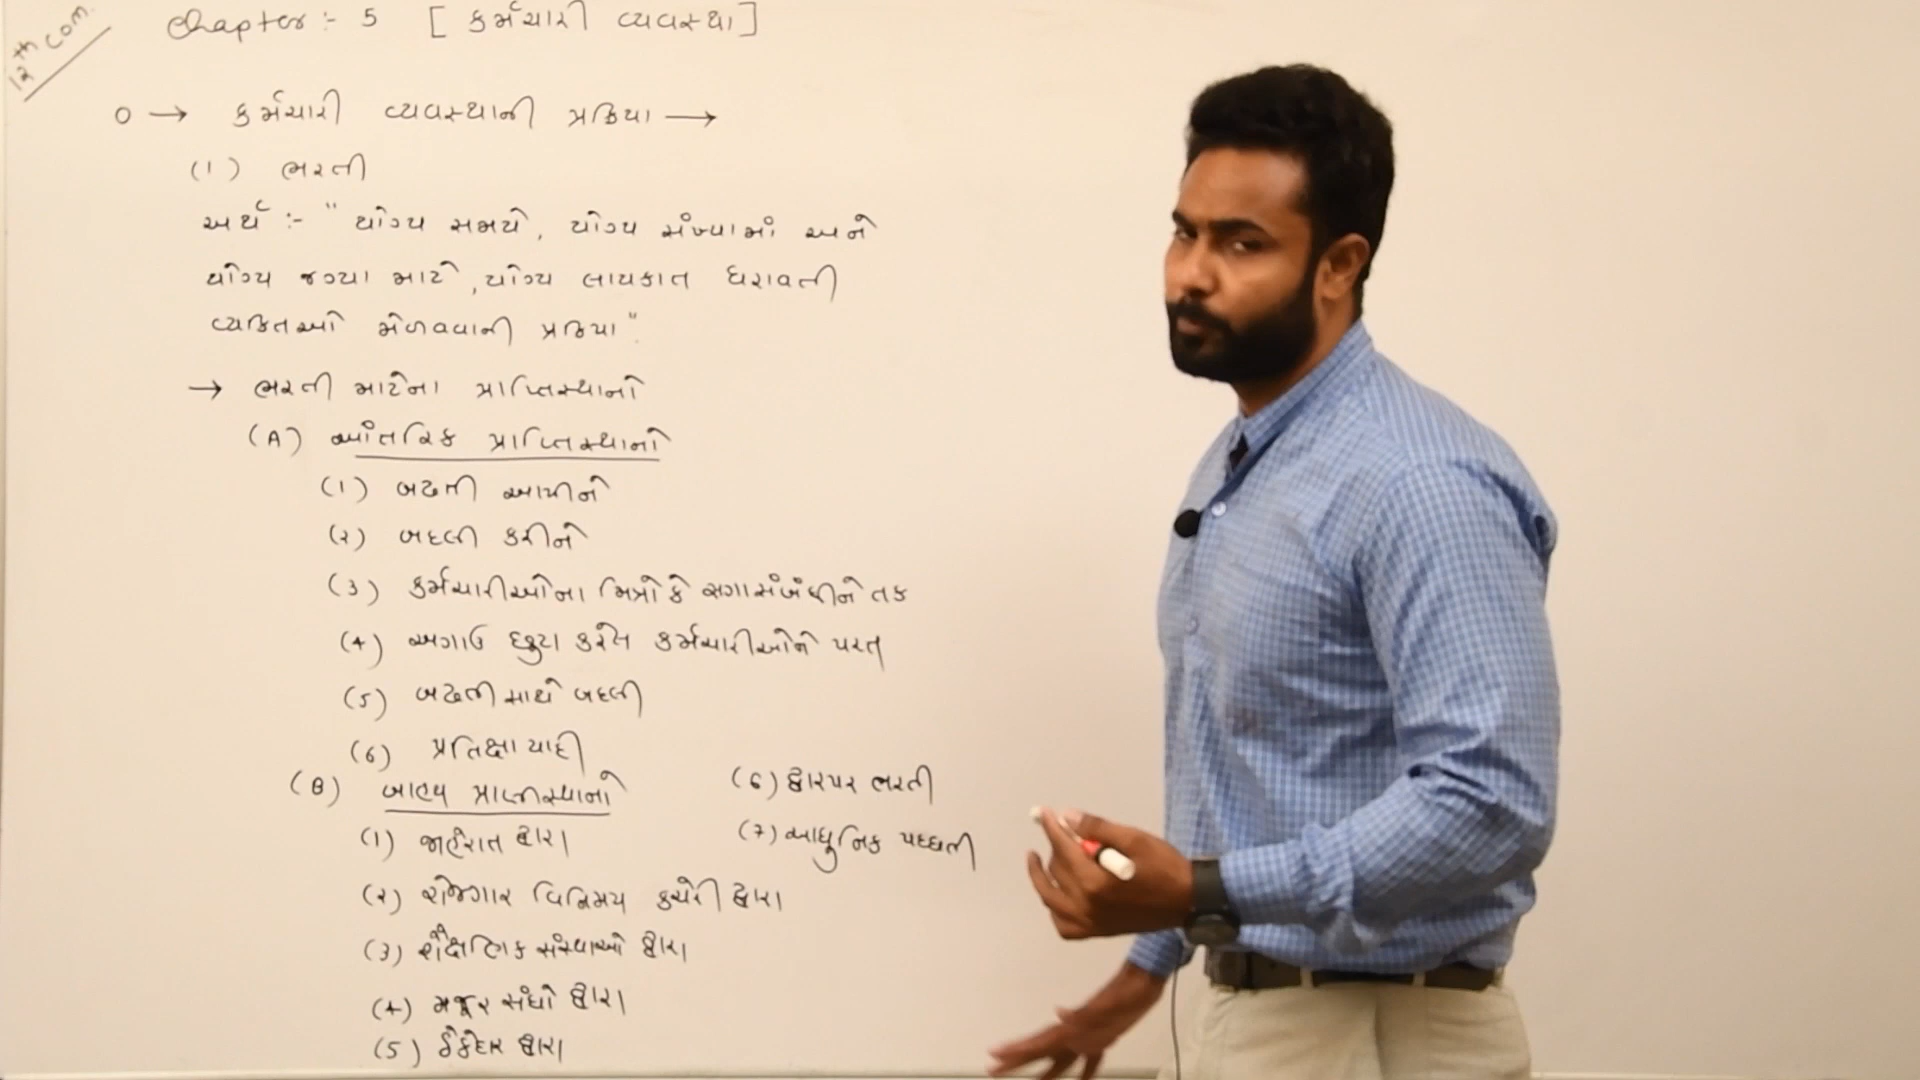 12th com.
Chapter :- 5 [ કર્મચારી વ્યવસ્થા ]
૦ → કર્મચારી વ્યવસ્થાની પ્રક્રિયા →
(1) ભરતી
અર્થ :- " યોગ્ય સમયે, યોગ્ય સંખ્યામાં અને
યોગ્ય જગ્યા માટે, યોગ્ય લાયકાત ધરાવતી
વ્યક્તિઓ મેળવવાની પ્રક્રિયા".
→ ભરતી માટેના પ્રાપ્તિસ્થાનો
(A) આંતરિક પ્રાપ્તિસ્થાનો
(1) બઢતી આપીને
(૨) બદલી કરીને
(3) કર્મચારીઓના મિત્રો કે સગાસંબંધીને તક
(4) અગાઉ છુટા કરેલ કર્મચારીઓને પરત
(5) બઢતી સાથે બદલી
(6) પ્રતિક્ષા યાદી
(B) બાહ્ય પ્રાપ્તીસ્થાનો
(1) જાહેરાત દ્વારા
(૨) રોજગાર વિનિમય કચેરી દ્વારા
(3) શૈક્ષણિક સંસ્થાઓ દ્વારા
(4) મજૂર સંઘો દ્વારા
(5) ઠેકેદાર દ્વારા
(6) દ્વારપર ભરતી
(7) આધુનિક પધ્ધતી